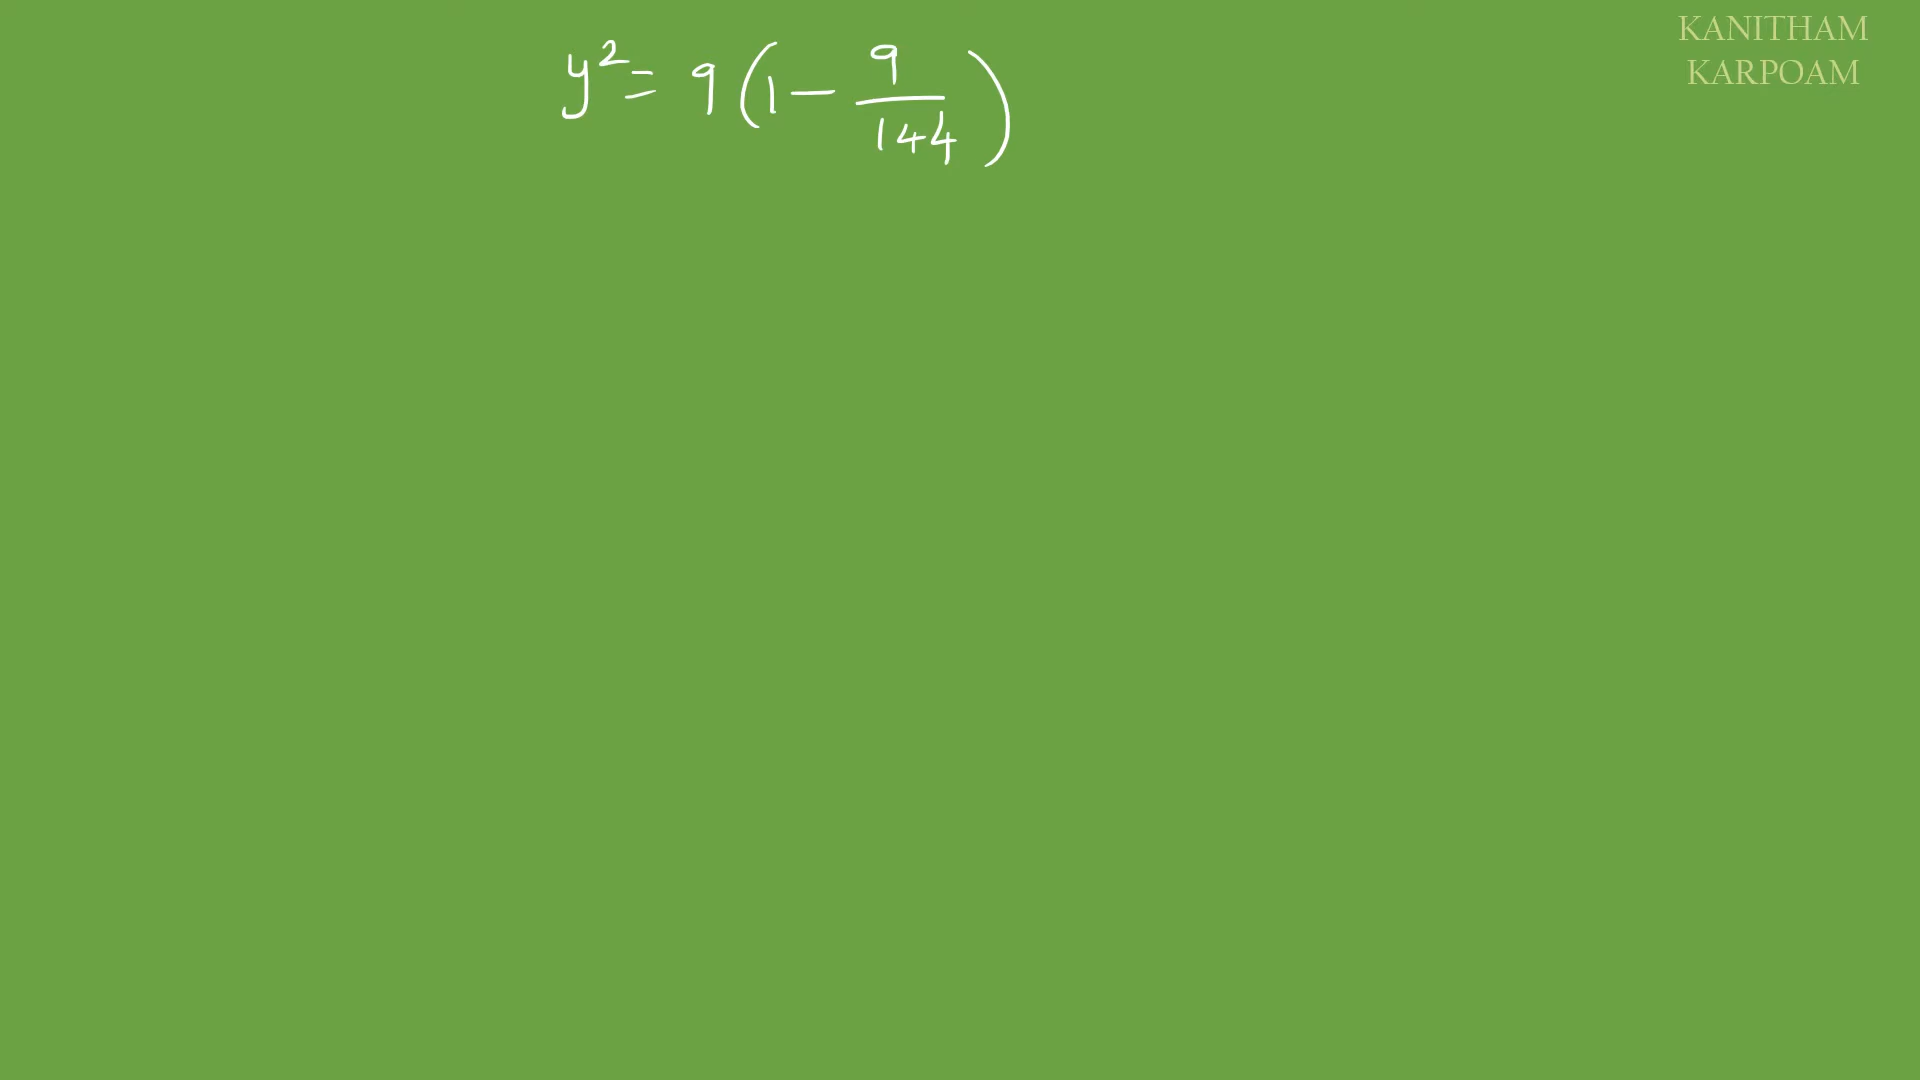 y² = 9(1 - 9/144)
KANITHAM
KARPOAM